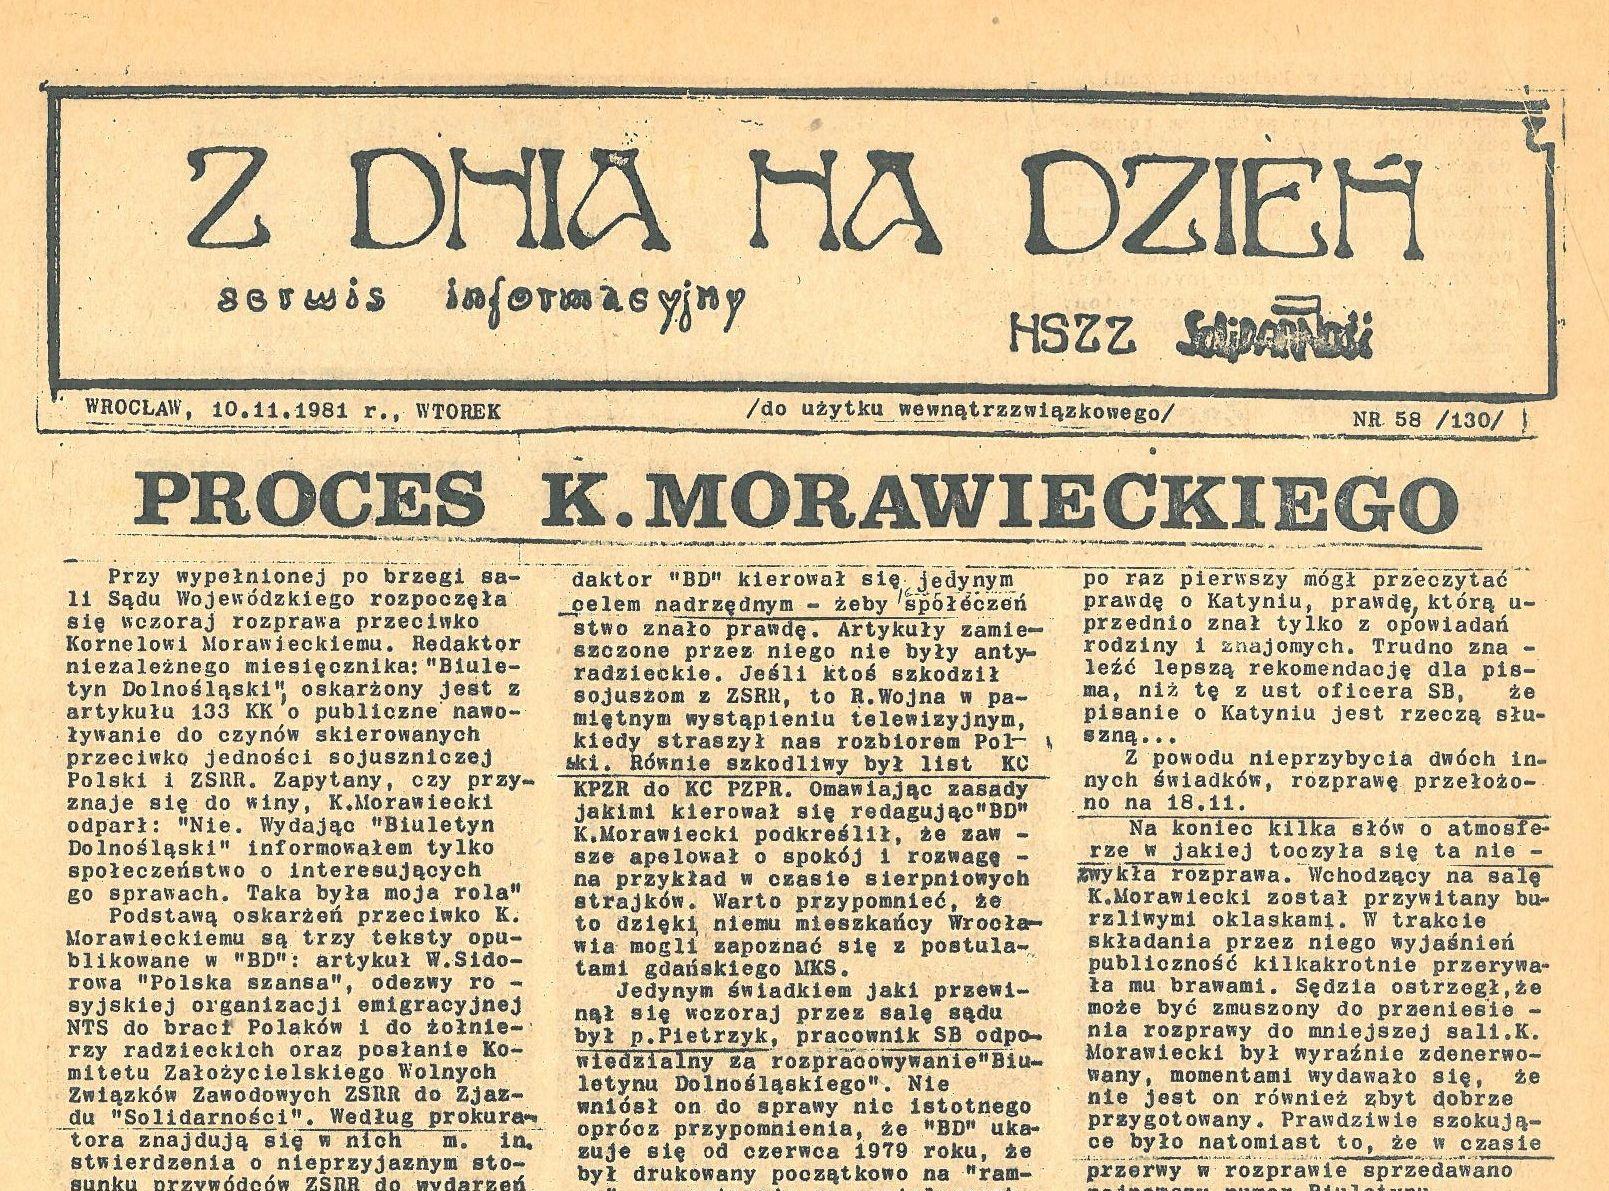 Z DNIA NA DZIEŃ
serwis informacyjny
NSZZ Solidarność
WROCŁAW, 10.11.1981 r., WTOREK
/do użytku wewnątrzzwiązkowego/
NR 58 /130/
PROCES K.MORAWIECKIEGO
Przy wypełnionej po brzegi sa-
li Sądu Wojewódzkiego rozpoczęła
się wczoraj rozprawa przeciwko
Kornelowi Morawieckiemu. Redaktor
niezależnego miesięcznika: "Biule-
tyn Dolnośląski", oskarżony jest z
artykułu 133 KK o publiczne nawo-
ływanie do czynów skierowanych
przeciwko jedności sojuszniczej
Polski i ZSRR. Zapytany, czy przy-
znaje się do winy, K.Morawiecki
odparł: "Nie. Wydając "Biuletyn
Dolnośląski" informowałem tylko
społeczeństwo o interesujących
go sprawach. Taka była moja rola"
Podstawą oskarżeń przeciwko K.
Morawieckiemu są trzy teksty opu-
blikowane w "BD": artykuł W.Sido-
rowa "Polska szansa", odezwy ro -
syjskiej organizacji emigracyjnej
NTS do braci Polaków i do żołnie-
rzy radzieckich oraz posłanie Ko-
mitetu Założycielskiego Wolnych
Związków Zawodowych ZSRR do Zjaz-
du "Solidarności". Według prokura-
tora znajdują się w nich m. in.
stwierdzenia o nieprzyjaznym sto-
sunku przywódców ZSRR do wydarzeń
daktor "BD" kierował się jedynym
celem nadrzędnym - żeby społeczeń
stwo znało prawdę. Artykuły zamie-
szczone przez niego nie były anty-
radzieckie. Jeśli ktoś szkodził
sojuszom z ZSRR, to R.Wojna w pa-
miętnym wystąpieniu telewizyjnym,
kiedy straszył nas rozbiorem Pol-
ski. Równie szkodliwy był list KC
KPZR do KC PZPR. Omawiając zasady
jakimi kierował się redagując"BD"
K.Morawiecki podkreślił, że zaw -
sze apelował o spokój i rozwagę -
na przykład w czasie sierpniowych
strajków. Warto przypomnieć, że
to dzięki niemu mieszkańcy Wrocła-
wia mogli zapoznać się z postula-
tami gdańskiego MKS.
Jedynym świadkiem jaki przewi-
nął się wczoraj przez salę sądu
był p.Pietrzyk, pracownik SB odpo-
wiedzialny za rozpracowywanie"Biu-
letynu Dolnośląskiego". Nie
wniósł on do sprawy nic istotnego
oprócz przypomnienia, że "BD" uka-
zuje się od czerwca 1979 roku, że
był drukowany początkowo na "ram-
po raz pierwszy mógł przeczytać
prawdę o Katyniu, prawdę, którą u-
przednio znał tylko z opowiadań
rodziny i znajomych. Trudno zna -
leźć lepszą rekomendację dla pis-
ma, niż tę z ust oficera SB, że
pisanie o Katyniu jest rzeczą słu-
szną...
Z powodu nieprzybycia dwóch in-
nych świadków, rozprawę przełożo-
no na 18.11.
Na koniec kilka słów o atmosfe-
rze w jakiej toczyła się ta nie -
zwykła rozprawa. Wchodzący na salę
K.Morawiecki został przywitany bu-
rzliwymi oklaskami. W trakcie
składania przez niego wyjaśnień
publiczność kilkakrotnie przerywa-
ła mu brawami. Sędzia ostrzegł,że
może być zmuszony do przeniesie -
nia rozprawy do mniejszej sali.K.
Morawiecki był wyraźnie zdenerwo-
wany, momentami wydawało się, że
nie jest on również zbyt dobrze
przygotowany. Prawdziwie szokują-
ce było natomiast to, że w czasie
przerwy w rozprawie sprzedawano